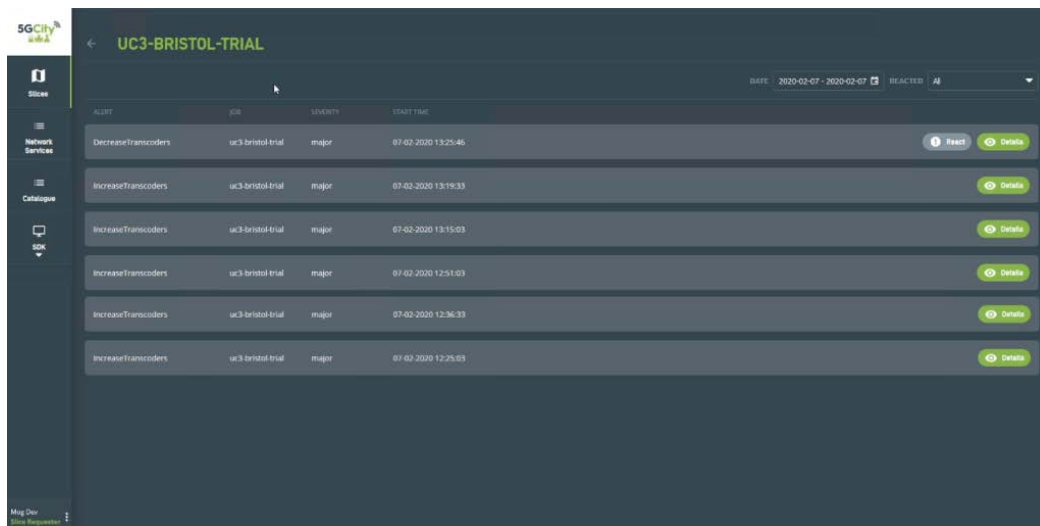 5GCity
UC3-BRISTOL-TRIAL
Slices
DATE 2020-02-07 - 2020-02-07 REACTED All
ALERT JOB SEVERITY START TIME
Network
Services
DecreaseTranscoders uc3-bristol-trial major 07-02-2020 13:25:46 React Details
Catalogue
IncreaseTranscoders uc3-bristol-trial major 07-02-2020 13:19:33 Details
SDK
IncreaseTranscoders uc3-bristol-trial major 07-02-2020 13:15:03 Details
IncreaseTranscoders uc3-bristol-trial major 07-02-2020 12:51:03 Details
IncreaseTranscoders uc3-bristol-trial major 07-02-2020 12:36:33 Details
IncreaseTranscoders uc3-bristol-trial major 07-02-2020 12:25:03 Details
Mog Dev
Slice Requester